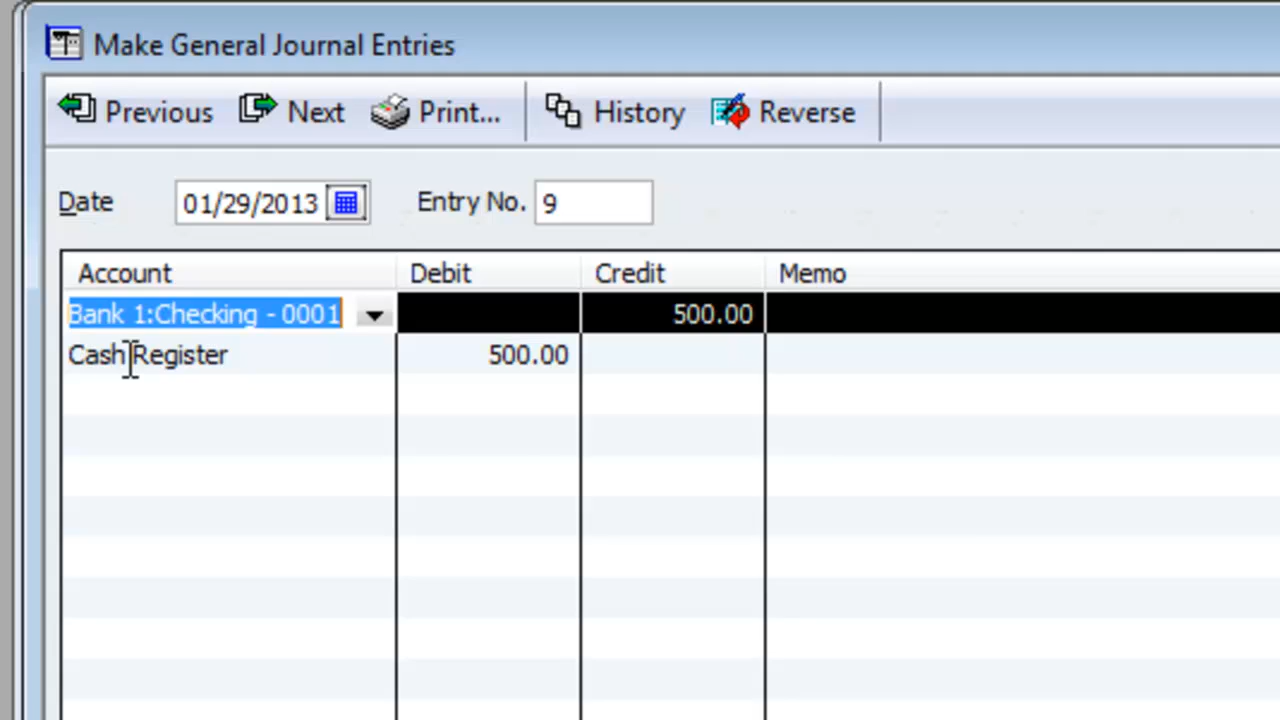 Make General Journal Entries
Previous Next Print... History Reverse
Date 01/29/2013 Entry No. 9
Account Debit Credit Memo
Bank 1:Checking - 0001 500.00
Cash Register 500.00